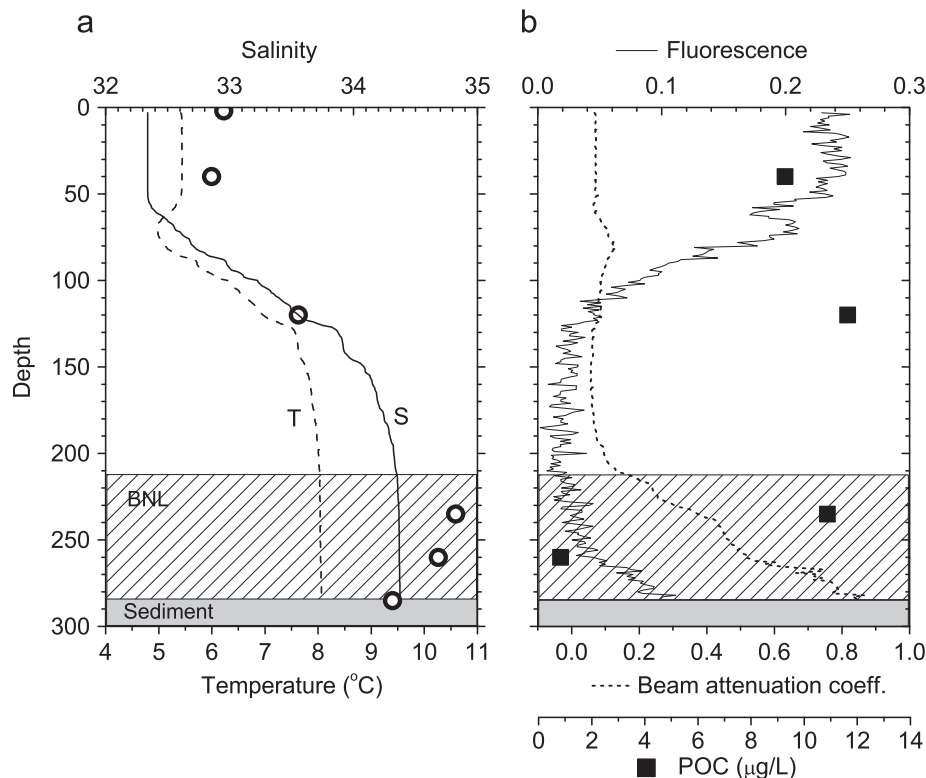 a
b
Salinity
Fluorescence
32 33 34 35
0.0 0.1 0.2 0.3
0
50
100
150
200
250
300
Depth
T
S
BNL
Sediment
4 5 6 7 8 9 10 11
0.0 0.2 0.4 0.6 0.8 1.0
Temperature (°C)
Beam attenuation coeff.
0 2 4 6 8 10 12 14
POC (μg/L)